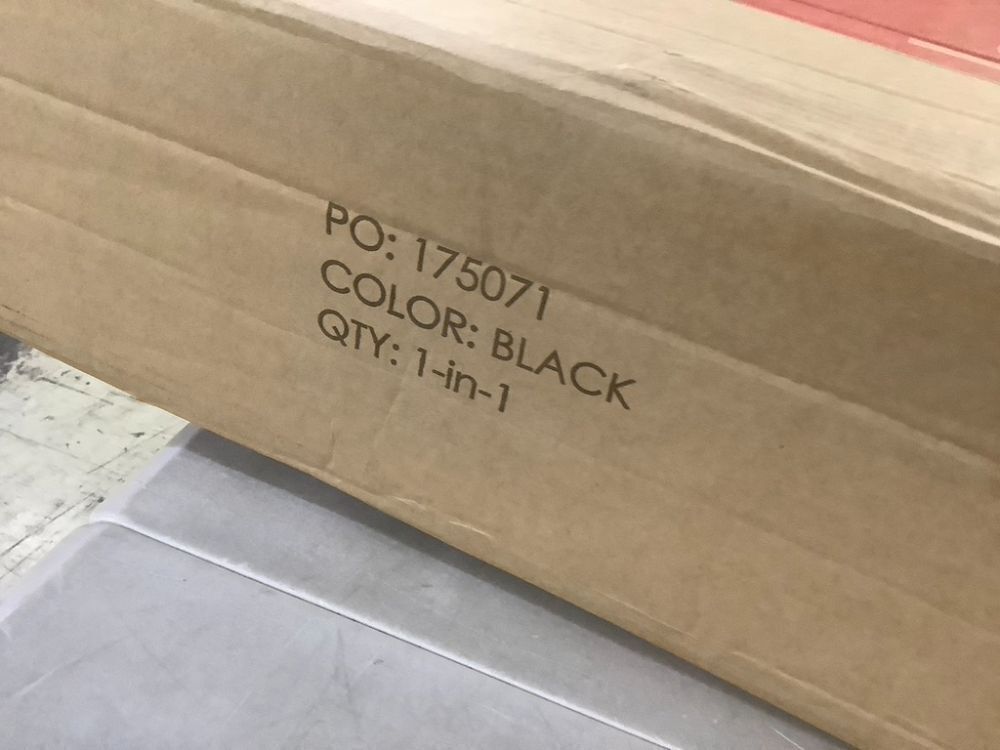 PO: 175071
COLOR: BLACK
QTY: 1-in-1